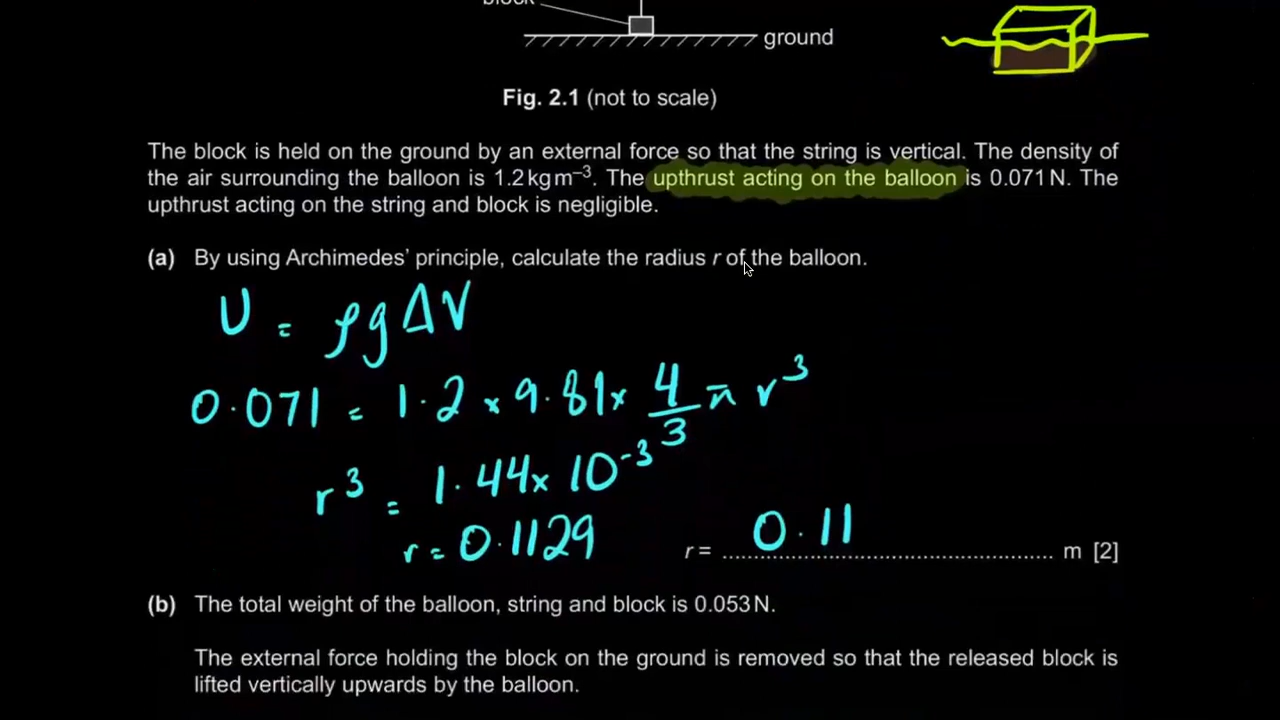 block
ground
Fig. 2.1 (not to scale)
The block is held on the ground by an external force so that the string is vertical. The density of
the air surrounding the balloon is 1.2 kg m⁻³. The upthrust acting on the balloon is 0.071 N. The
upthrust acting on the string and block is negligible.
(a) By using Archimedes' principle, calculate the radius r of the balloon.
U = ρgΔV
0.071 = 1.2 × 9.81 × 4/3 π r³
r³ = 1.44 × 10⁻³
r = 0.1129
r = 0.11 m [2]
(b) The total weight of the balloon, string and block is 0.053 N.
The external force holding the block on the ground is removed so that the released block is
lifted vertically upwards by the balloon.